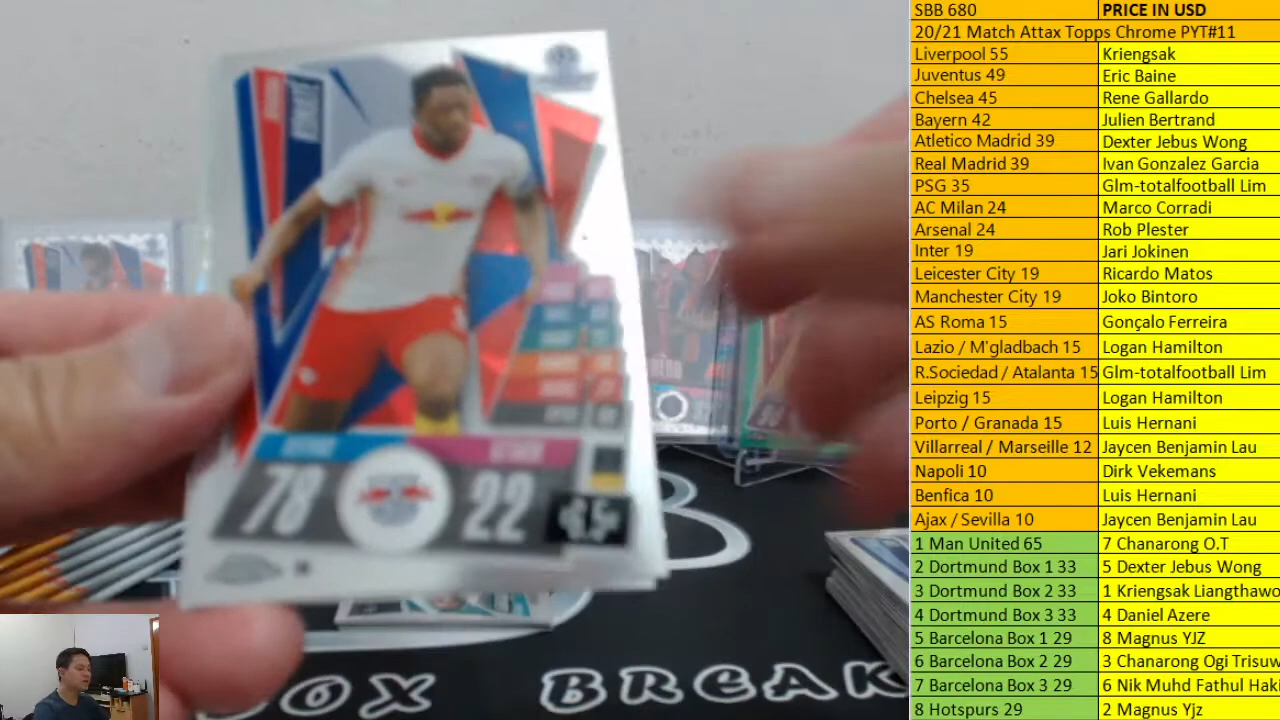 SBB 680 PRICE IN USD
20/21 Match Attax Topps Chrome PYT#11
Liverpool 55 Kriengsak
Juventus 49 Eric Baine
Chelsea 45 Rene Gallardo
Bayern 42 Julien Bertrand
Atletico Madrid 39 Dexter Jebus Wong
Real Madrid 39 Ivan Gonzalez Garcia
PSG 35 Glm-totalfootball Lim
AC Milan 24 Marco Corradi
Arsenal 24 Rob Plester
Inter 19 Jari Jokinen
Leicester City 19 Ricardo Matos
Manchester City 19 Joko Bintoro
AS Roma 15 Gonçalo Ferreira
Lazio / M'gladbach 15 Logan Hamilton
R.Sociedad / Atalanta 15 Glm-totalfootball Lim
Leipzig 15 Logan Hamilton
Porto / Granada 15 Luis Hernani
Villarreal / Marseille 12 Jaycen Benjamin Lau
Napoli 10 Dirk Vekemans
Benfica 10 Luis Hernani
Ajax / Sevilla 10 Jaycen Benjamin Lau
1 Man United 65 7 Chanarong O.T
2 Dortmund Box 1 33 5 Dexter Jebus Wong
3 Dortmund Box 2 33 1 Kriengsak Liangthawo
4 Dortmund Box 3 33 4 Daniel Azere
5 Barcelona Box 1 29 8 Magnus YJZ
6 Barcelona Box 2 29 3 Chanarong Ogi Trisuw
7 Barcelona Box 3 29 6 Nik Muhd Fathul Haki
8 Hotspurs 29 2 Magnus Yjz
78 22
BOX BREAK